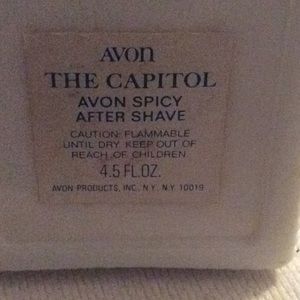 AVON
THE CAPITOL
AVON SPICY
AFTER SHAVE
CAUTION: FLAMMABLE
UNTIL DRY. KEEP OUT OF
REACH OF CHILDREN.
4.5 FL.OZ.
AVON PRODUCTS, INC., N.Y., N.Y. 10019